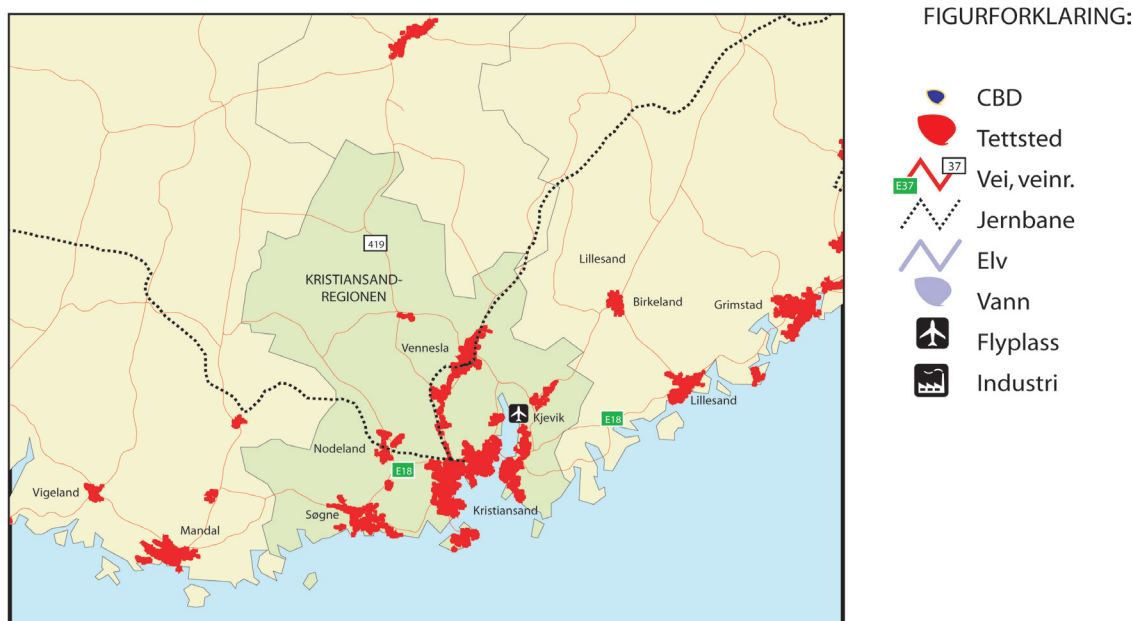 FIGURFORKLARING:
CBD
Tettsted
37
E37
Vei, veinr.
Jernbane
Elv
Vann
Flyplass
Industri
419
KRISTIANSAND-
REGIONEN
Lillesand
Birkeland
Grimstad
Vennesla
Lillesand
Kjevik
E18
Nodeland
E18
Vigeland
Søgne
Kristiansand
Mandal